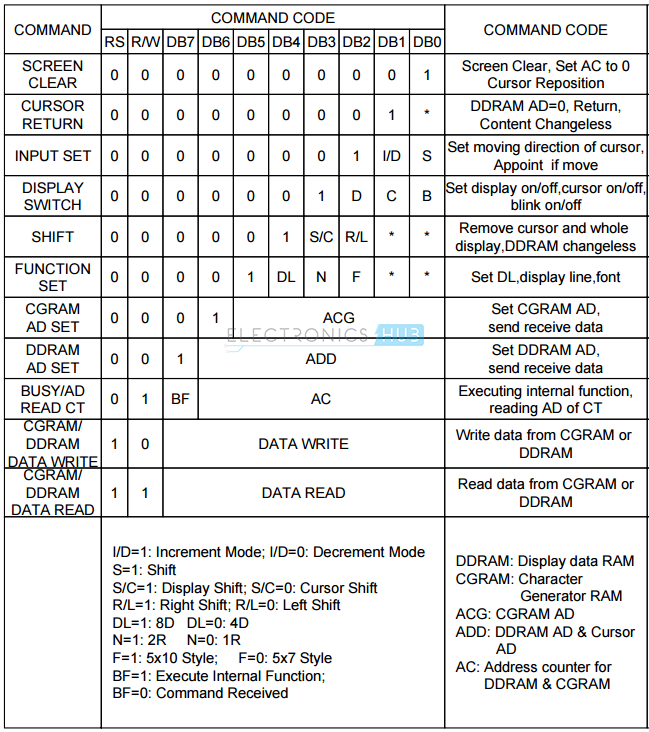 COMMAND COMMAND CODE COMMAND CODE
RS R/W DB7 DB6 DB5 DB4 DB3 DB2 DB1 DB0
SCREEN CLEAR 0 0 0 0 0 0 0 0 0 1 Screen Clear, Set AC to 0
Cursor Reposition
CURSOR RETURN 0 0 0 0 0 0 0 0 1 * DDRAM AD=0, Return,
Content Changeless
INPUT SET 0 0 0 0 0 0 0 1 I/D S Set moving direction of cursor,
Appoint if move
DISPLAY SWITCH 0 0 0 0 0 0 1 D C B Set display on/off,cursor on/off,
blink on/off
SHIFT 0 0 0 0 0 1 S/C R/L * * Remove cursor and whole
display,DDRAM changeless
FUNCTION SET 0 0 0 0 1 DL N F * * Set DL,display line,font
CGRAM AD SET 0 0 0 1 ACG Set CGRAM AD,
send receive data
ELECTRONICS HUB
DDRAM AD SET 0 0 1 ADD Set DDRAM AD,
send receive data
BUSY/AD READ CT 0 1 BF AC Executing internal function,
reading AD of CT
CGRAM/ DDRAM DATA WRITE 1 0 DATA WRITE Write data from CGRAM or
DDRAM
CGRAM/ DDRAM DATA READ 1 1 DATA READ Read data from CGRAM or
DDRAM
I/D=1: Increment Mode; I/D=0: Decrement Mode
S=1: Shift
S/C=1: Display Shift; S/C=0: Cursor Shift
R/L=1: Right Shift; R/L=0: Left Shift
DL=1: 8D DL=0: 4D
N=1: 2R N=0: 1R
F=1: 5x10 Style; F=0: 5x7 Style
BF=1: Execute Internal Function;
BF=0: Command Received
DDRAM: Display data RAM
CGRAM: Character
Generator RAM
ACG: CGRAM AD
ADD: DDRAM AD & Cursor
AD
AC: Address counter for
DDRAM & CGRAM